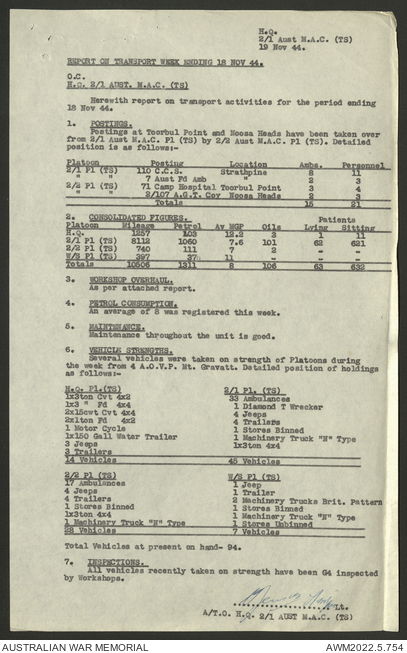 H.Q.
2/1 Aust M.A.C. (TS)
19 Nov 44.
REPORT ON TRANSPORT WEEK ENDING 18 NOV 44.
O.C.
H.Q. 2/1 AUST. M.A.C. (TS)
Herewith report on transport activities for the period ending
18 Nov 44.
1. POSTINGS.
Postings at Toorbul Point and Noosa Heads have been taken over
from 2/1 Aust M.A.C. Pl (TS) by 2/2 Aust M.A.C. Pl (TS). Detailed
position is as follows:-
Platoon Posting Location Ambs. Personnel
2/1 Pl (TS) 110 C.C.S. Strathpine 8 11
" " 7 Aust Fd Amb " 2 3
2/2 Pl (TS) 71 Camp Hospital Toorbul Point 3 4
" " 2/107 A.G.T. Coy Noosa Heads 2 3
Totals 15 21
2. CONSOLIDATED FIGURES. Patients
Platoon Mileage Petrol Av MGP Oils Lying Sitting
H.Q. 1257 103 12.2 3 1 11
2/1 Pl (TS) 8112 1060 7.6 101 62 621
2/2 Pl (TS) 740 111 7 2 - -
W/S Pl (TS) 397 37 11 - - -
Totals 10506 1311 8 106 63 632
3. WORKSHOP OVERHAUL.
As per attached report.
4. PETROL CONSUMPTION.
An average of 8 was registered this week.
5. MAINTENANCE.
Maintenance throughout the unit is good.
6. VEHICLE STRENGTHS.
Several vehicles were taken on strength of Platoons during
the week from 4 A.O.V.P. Mt. Gravatt. Detailed position of holdings
as follows:-
H.Q. Pl.(TS) 2/1 Pl. (TS)
1x3ton Cvt 4x2 33 Ambulances
1x3 " Fd 4x4 1 Diamond T Wrecker
2x15cwt Cvt 4x4 4 Jeeps
2x1ton Fd 4x2 4 Trailers
1 Motor Cycle 1 Stores Binned
1x150 Gall Water Trailer 1 Machinery Truck "N" Type
3 Jeeps 1x3ton 4x4
3 Trailers
14 Vehicles 45 Vehicles
2/2 Pl (TS) W/S Pl (TS)
17 Ambulances 1 Jeep
4 Jeeps 1 Trailer
4 Trailers 2 Machinery Trucks Brit. Pattern
1 Stores Binned 1 Stores Binned
1x3ton 4x4 1 Machinery Truck "N" Type
1 Machinery Truck "N" Type 1 Stores Unbinned
28 Vehicles 7 Vehicles
Total Vehicles at present on hand- 94.
7. INSPECTIONS.
All vehicles recently taken on strength have been G4 inspected
by Workshops.
Lt.
A/T.O. H.Q. 2/1 AUST M.A.C. (TS)
AUSTRALIAN WAR MEMORIAL AWM2022.5.754